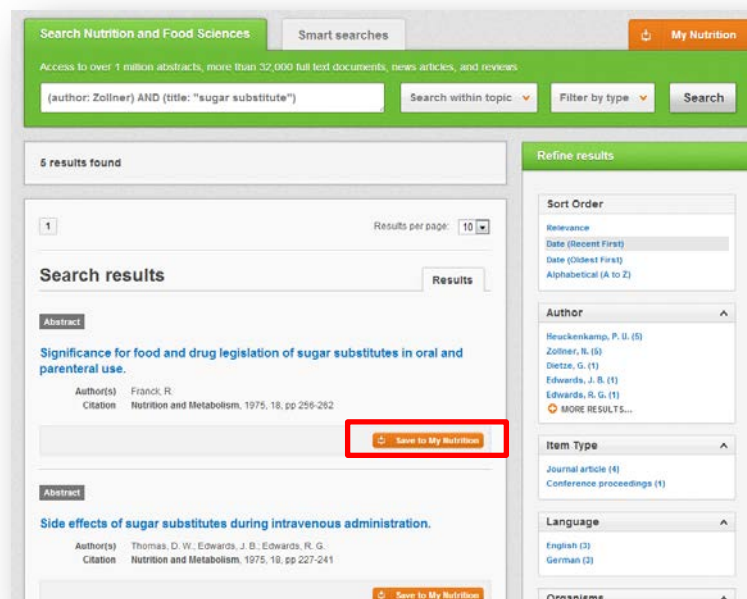 Search Nutrition and Food Sciences
Smart searches
My Nutrition
Access to over 1 million abstracts, more than 32,000 full text documents, news articles, and reviews
(author: Zollner) AND (title: "sugar substitute")
Search within topic
Filter by type
Search
5 results found
1
Results per page: 10
Search results
Results
Abstract
Significance for food and drug legislation of sugar substitutes in oral and
parenteral use.
Author(s) Franck, R.
Citation Nutrition and Metabolism, 1975, 18, pp 256-262
Save to My Nutrition
Abstract
Side effects of sugar substitutes during intravenous administration.
Author(s) Thomas, D. W.; Edwards, J. B.; Edwards, R. G.
Citation Nutrition and Metabolism, 1975, 18, pp 227-241
Save to My Nutrition
Refine results
Sort Order
Relevance
Date (Recent First)
Date (Oldest First)
Alphabetical (A to Z)
Author
Heuckenkamp, P. U. (5)
Zollner, N. (5)
Dietze, G. (1)
Edwards, J. B. (1)
Edwards, R. G. (1)
MORE RESULTS...
Item Type
Journal article (4)
Conference proceedings (1)
Language
English (3)
German (2)
Organisms